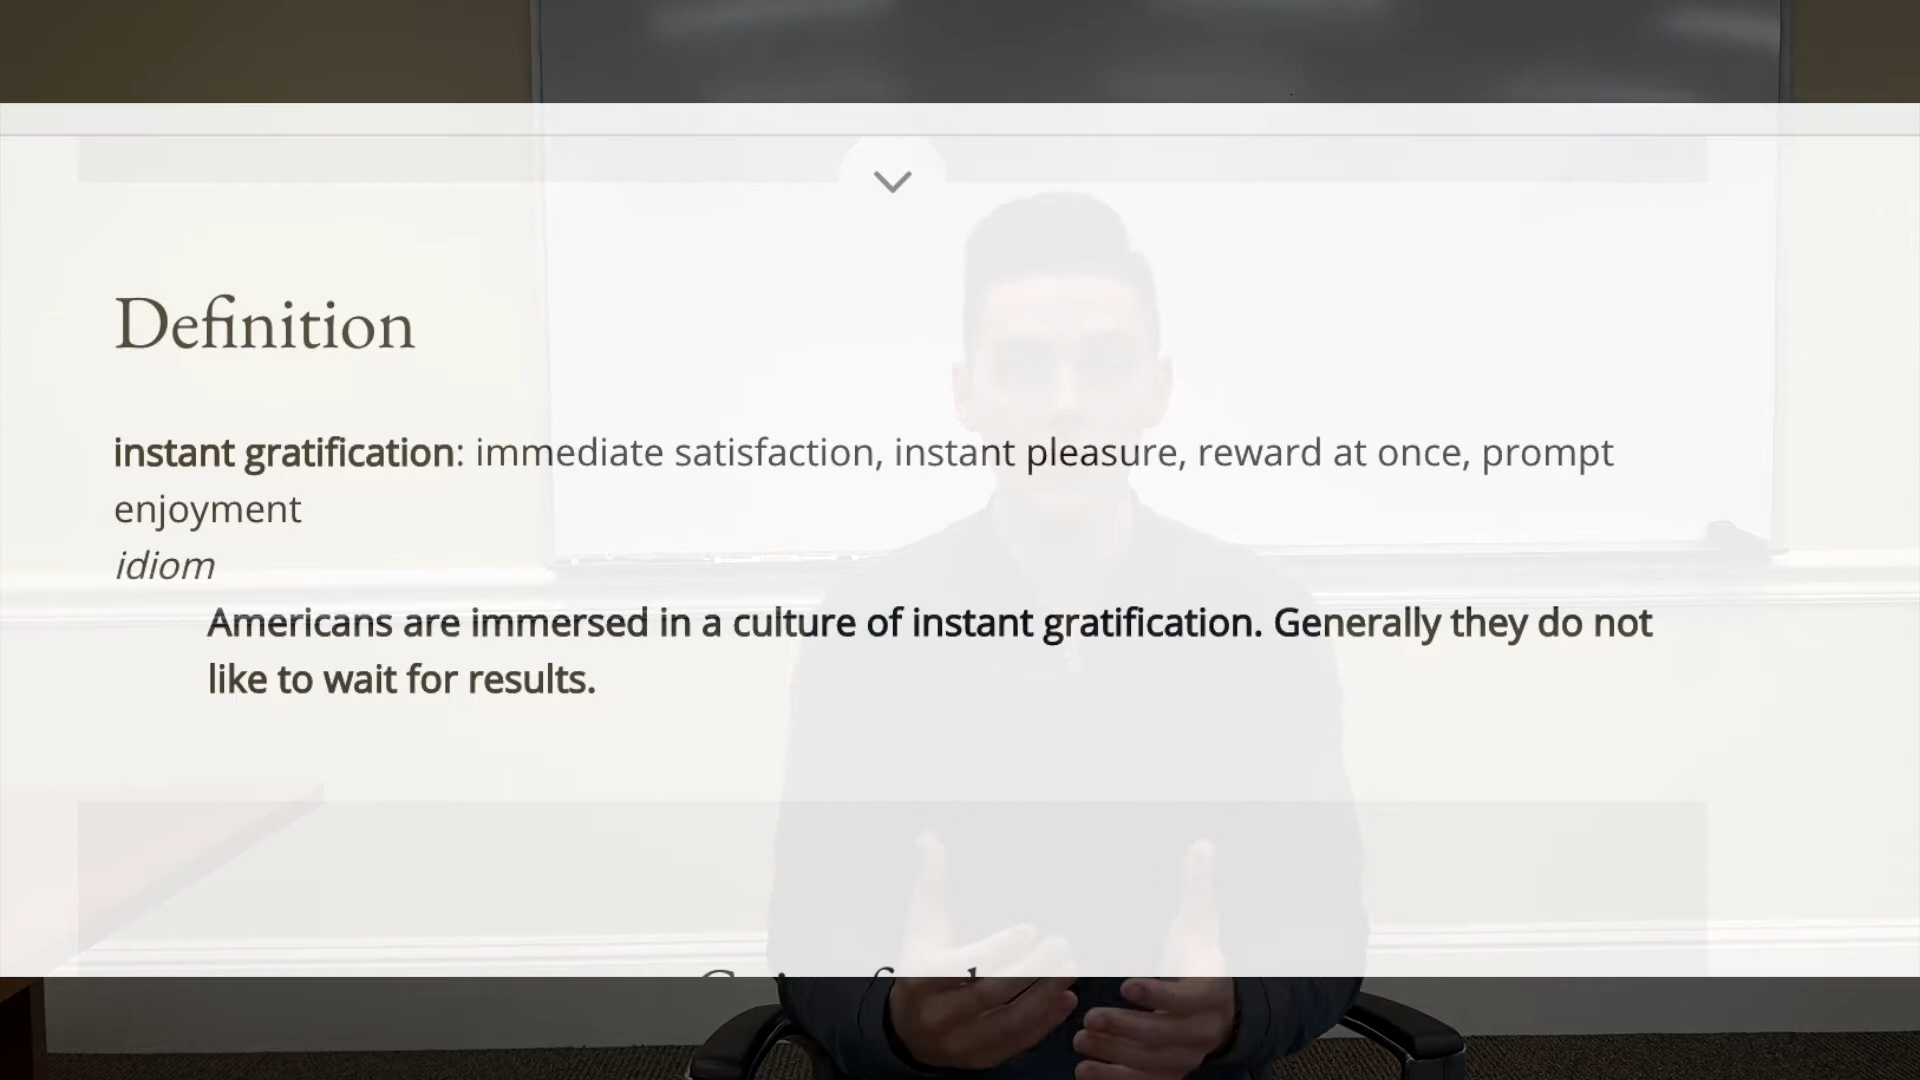 Definition
instant gratification: immediate satisfaction, instant pleasure, reward at once, prompt
enjoyment
idiom
Americans are immersed in a culture of instant gratification. Generally they do not
like to wait for results.